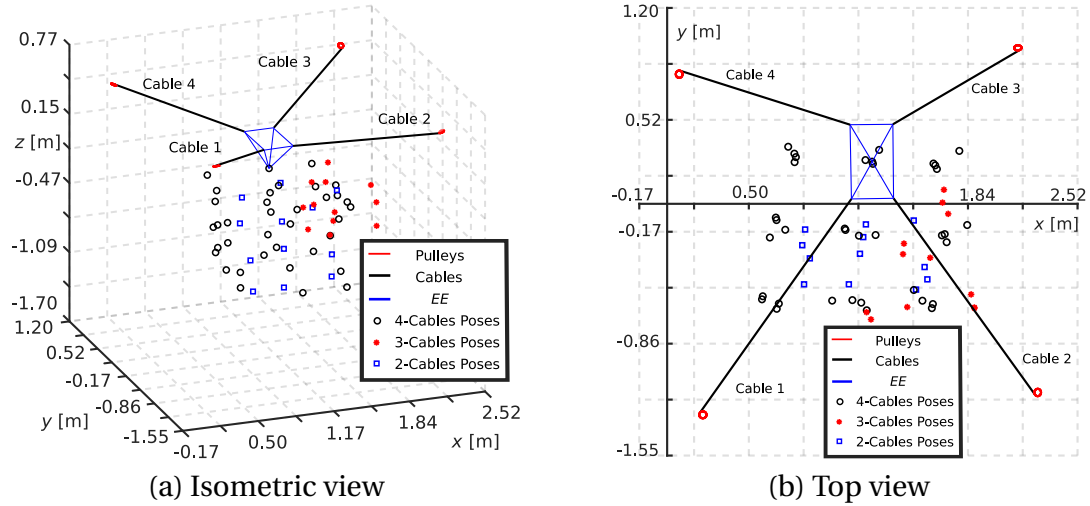 0.77
0.15
z [m]
-0.47
-1.09
-1.70
1.20
0.52
-0.17
y [m]
-0.86
-1.55
-0.17
0.50
1.17
1.84
x [m]
2.52
Cable 3
Cable 4
Cable 2
Cable 1
Pulleys
Cables
EE
4-Cables Poses
3-Cables Poses
2-Cables Poses
(a) Isometric view
1.20
y [m]
Cable 4
Cable 3
0.52
-0.17
0.50
1.84
2.52
x [m]
-0.17
-0.86
Cable 1
Cable 2
-1.55
Pulleys
Cables
EE
4-Cables Poses
3-Cables Poses
2-Cables Poses
(b) Top view